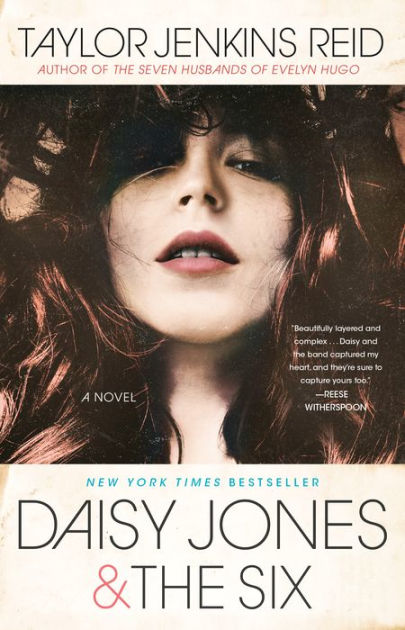 TAYLOR JENKINS REID
AUTHOR OF THE SEVEN HUSBANDS OF EVELYN HUGO
"Beautifully layered and
complex . . . Daisy and
the band captured my
heart, and they're sure to
capture yours too."
—REESE
WITHERSPOON
A NOVEL
NEW YORK TIMES BESTSELLER
DAISY JONES
&THE SIX